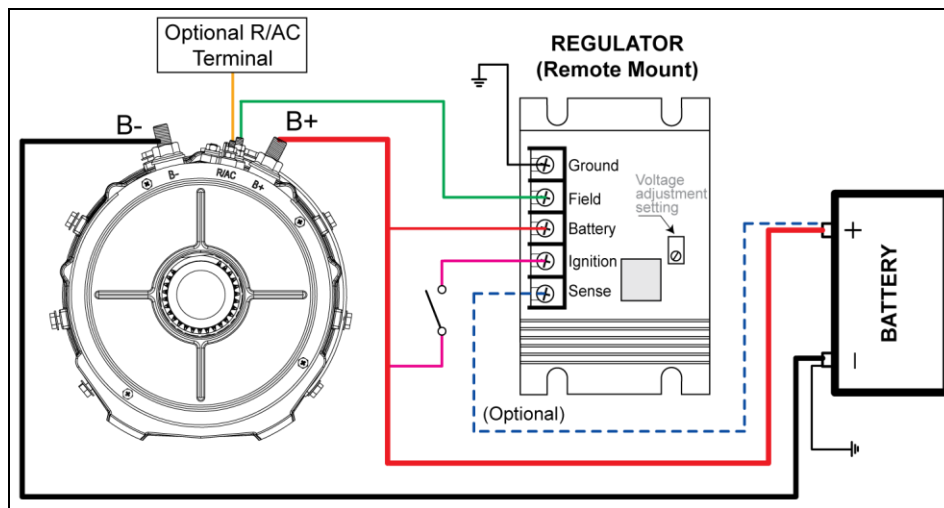 Optional R/AC
Terminal
REGULATOR
(Remote Mount)
B-
B+
B-
R/AC
B+
Ground
Field
Battery
Ignition
Sense
Voltage
adjustment
setting
(Optional)
+
−
BATTERY